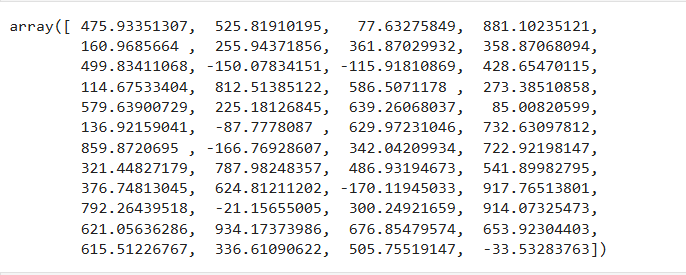 array([ 475.93351307,  525.81910195,   77.63275849,  881.10235121,
        160.9685664 ,  255.94371856,  361.87029932,  358.87068094,
        499.83411068, -150.07834151, -115.91810869,  428.65470115,
        114.67533404,  812.51385122,  586.5071178 ,  273.38510858,
        579.63900729,  225.18126845,  639.26068037,   85.00820599,
        136.92159041,  -87.7778087 ,  629.97231046,  732.63097812,
        859.8720695 , -166.76928607,  342.04209934,  722.92198147,
        321.44827179,  787.98248357,  486.93194673,  541.89982795,
        376.74813045,  624.81211202, -170.11945033,  917.76513801,
        792.26439518,  -21.15655005,  300.24921659,  914.07325473,
        621.05636286,  934.17373986,  676.85479574,  653.92304403,
        615.51226767,  336.61090622,  505.75519147,  -33.53283763])